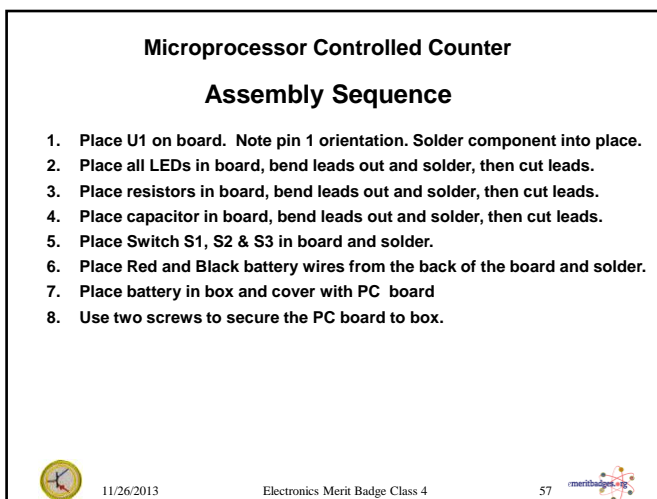 Microprocessor Controlled Counter
Assembly Sequence
1. Place U1 on board. Note pin 1 orientation. Solder component into place.
2. Place all LEDs in board, bend leads out and solder, then cut leads.
3. Place resistors in board, bend leads out and solder, then cut leads.
4. Place capacitor in board, bend leads out and solder, then cut leads.
5. Place Switch S1, S2 & S3 in board and solder.
6. Place Red and Black battery wires from the back of the board and solder.
7. Place battery in box and cover with PC board
8. Use two screws to secure the PC board to box.
11/26/2013 Electronics Merit Badge Class 4 57 emeritbadges.org